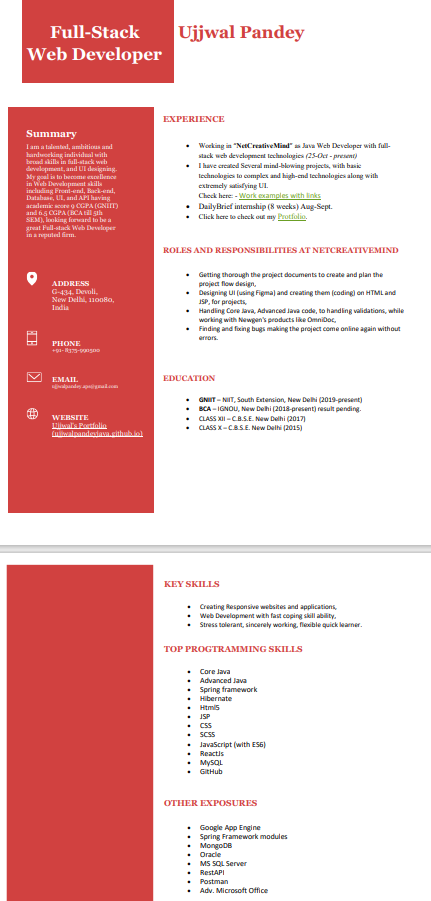 Full-Stack
Web Developer
Ujjwal Pandey
Summary
I am a talented, ambitious and
hardworking individual with
broad skills in full-stack web
development, and UI designing.
My goal is to become excellence
in Web Development skills
including Front-end, Back-end,
Database, UI, and API having
academic score 9 CGPA (GNIIT)
and 6.5 CGPA (BCA till 5th
SEM), looking forward to be a
great Full-stack Web Developer
in a reputed firm.
ADDRESS
G-434, Devoli,
New Delhi, 110080,
India
PHONE
+91- 8375-990500
EMAIL
ujjwalpandey.aps@gmail.com
WEBSITE
Ujjwal's Portfolio
(ujjwalpandeyjava.github.io)
EXPERIENCE
• Working in "NetCreativeMind" as Java Web Developer with full-
stack web development technologies (25-Oct - present)
• I have created Several mind-blowing projects, with basic
technologies to complex and high-end technologies along with
extremely satisfying UI.
Check here: - Work examples with links
• DailyBrief internship (8 weeks) Aug-Sept.
• Click here to check out my Protfolio.
ROLES AND RESPONSIBILITIES AT NETCREATIVEMIND
• Getting thorough the project documents to create and plan the
project flow design,
• Designing UI (using Figma) and creating them (coding) on HTML and
JSP, for projects,
• Handling Core Java, Advanced Java code, to handling validations, while
working with Newgen's products like OmniDoc,
• Finding and fixing bugs making the project come online again without
errors.
EDUCATION
• GNIIT – NIIT, South Extension, New Delhi (2019-present)
• BCA – IGNOU, New Delhi (2018-present) result pending.
• CLASS XII – C.B.S.E. New Delhi (2017)
• CLASS X – C.B.S.E. New Delhi (2015)
KEY SKILLS
• Creating Responsive websites and applications,
• Web Development with fast coping skill ability,
• Stress tolerant, sincerely working, flexible quick learner.
TOP PROGTRAMMING SKILLS
• Core Java
• Advanced Java
• Spring framework
• Hibernate
• Html5
• JSP
• CSS
• SCSS
• JavaScript (with ES6)
• ReactJs
• MySQL
• GitHub
OTHER EXPOSURES
• Google App Engine
• Spring Framework modules
• MongoDB
• Oracle
• MS SQL Server
• RestAPI
• Postman
• Adv. Microsoft Office